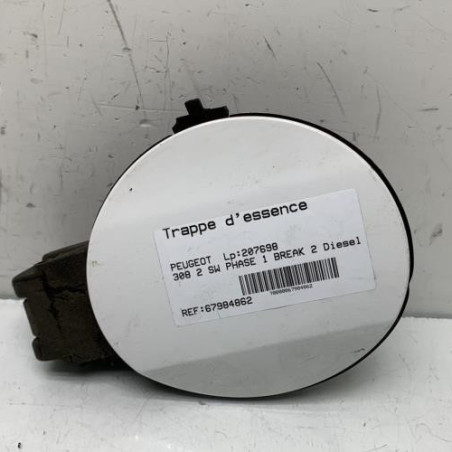 Trappe d'essence
PEUGEOT Lp:207698
308 2 SW PHASE 1 BREAK 2 Diesel
REF:67984862